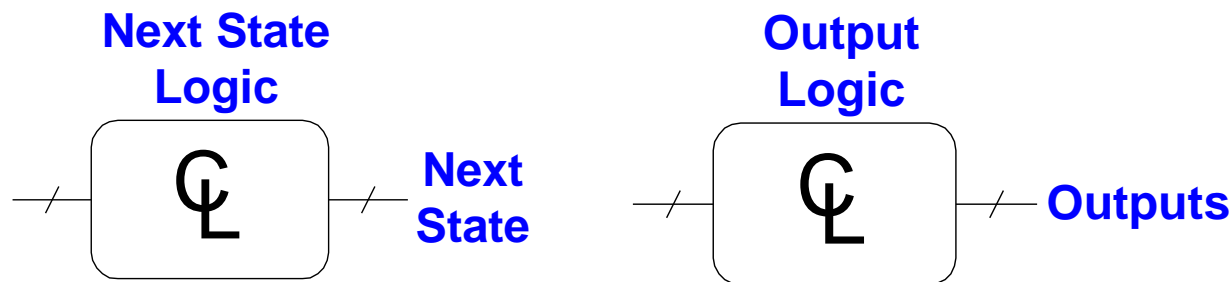 Next State
Logic
CL
Next
State
Output
Logic
CL
Outputs